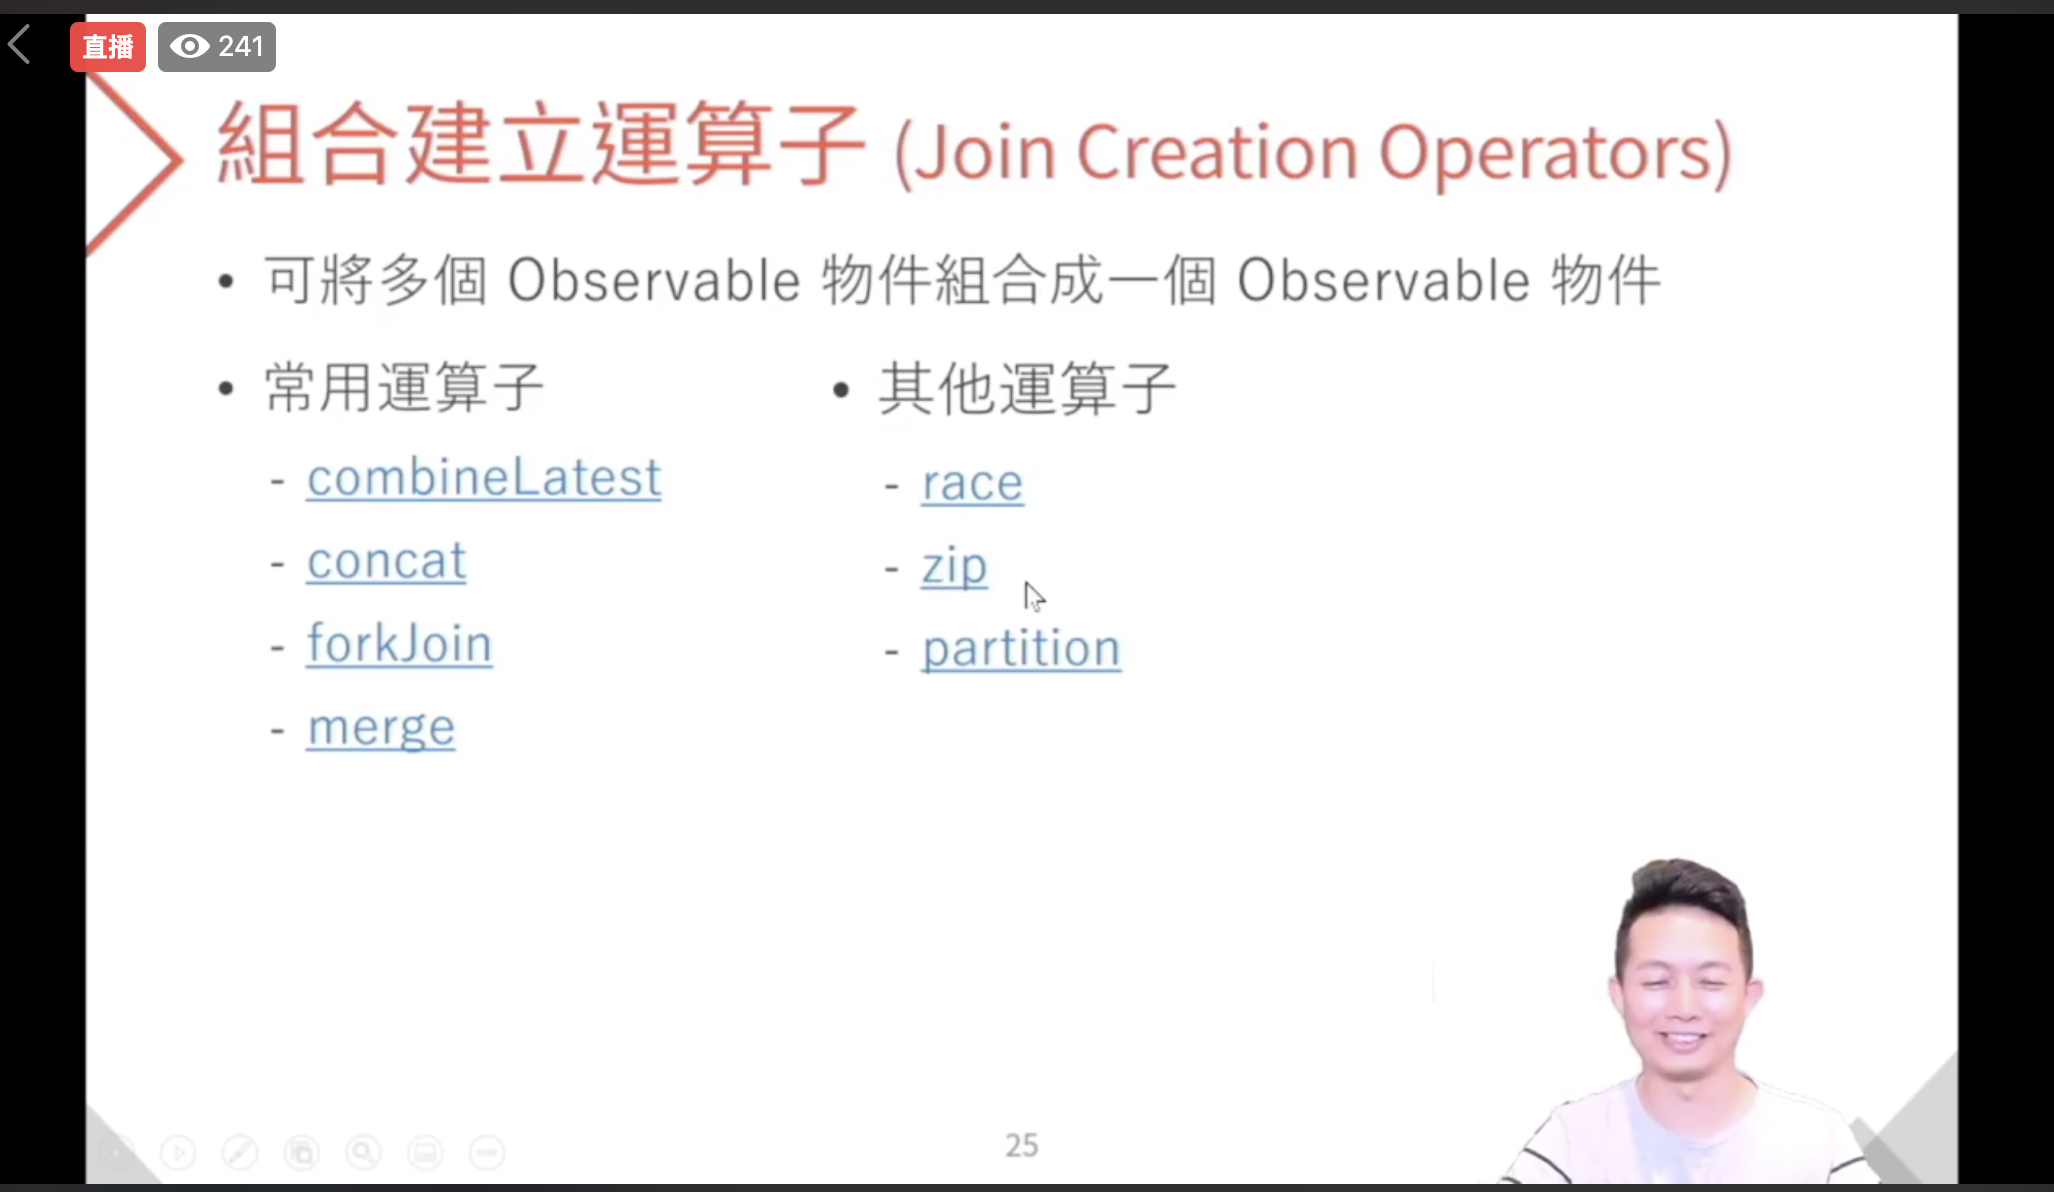 直播 241
組合建立運算子 (Join Creation Operators)
• 可將多個 Observable 物件組合成一個 Observable 物件
• 常用運算子
- combineLatest
- concat
- forkJoin
- merge
• 其他運算子
- race
- zip
- partition
25